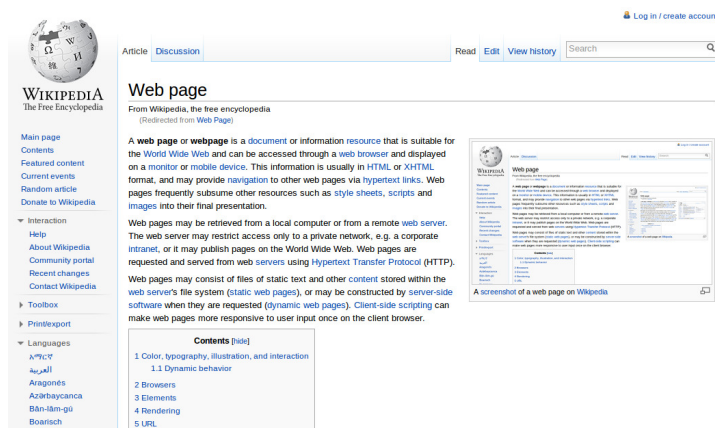 Log in / create accoun
Article Discussion
Read Edit View history Search
WIKIPEDIA
The Free Encyclopedia
Main page
Contents
Featured content
Current events
Random article
Donate to Wikipedia
Interaction
Help
About Wikipedia
Community portal
Recent changes
Contact Wikipedia
Toolbox
Print/export
Languages
አማርኛ
العربية
Aragonés
Azərbaycanca
Bân-lâm-gú
Boarisch
Web page
From Wikipedia, the free encyclopedia
(Redirected from Web Page)
A web page or webpage is a document or information resource that is suitable for
the World Wide Web and can be accessed through a web browser and displayed
on a monitor or mobile device. This information is usually in HTML or XHTML
format, and may provide navigation to other web pages via hypertext links. Web
pages frequently subsume other resources such as style sheets, scripts and
images into their final presentation.
Web pages may be retrieved from a local computer or from a remote web server.
The web server may restrict access only to a private network, e.g. a corporate
intranet, or it may publish pages on the World Wide Web. Web pages are
requested and served from web servers using Hypertext Transfer Protocol (HTTP).
Web pages may consist of files of static text and other content stored within the
web server's file system (static web pages), or may be constructed by server-side
software when they are requested (dynamic web pages). Client-side scripting can
make web pages more responsive to user input once on the client browser.
Contents [hide]
1 Color, typography, illustration, and interaction
1.1 Dynamic behavior
2 Browsers
3 Elements
4 Rendering
5 URL
Web page
A screenshot of a web page on Wikipedia